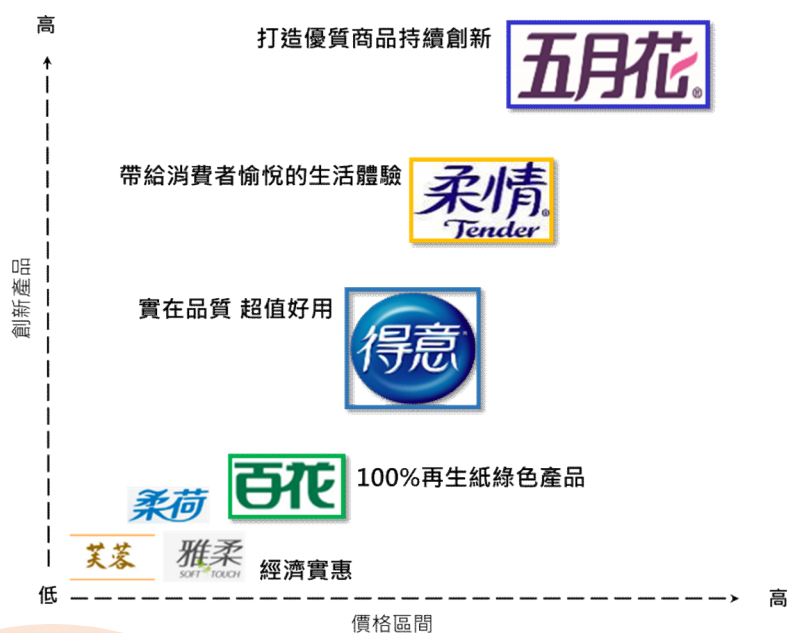 高
打造優質商品持續創新
五月花®
帶給消費者愉悅的生活體驗
柔情®
Tender
創新產品
實在品質 超值好用
得意
百花
100%再生紙綠色產品
柔荷
芙蓉
雅柔
SOFT TOUCH
經濟實惠
低
高
價格區間